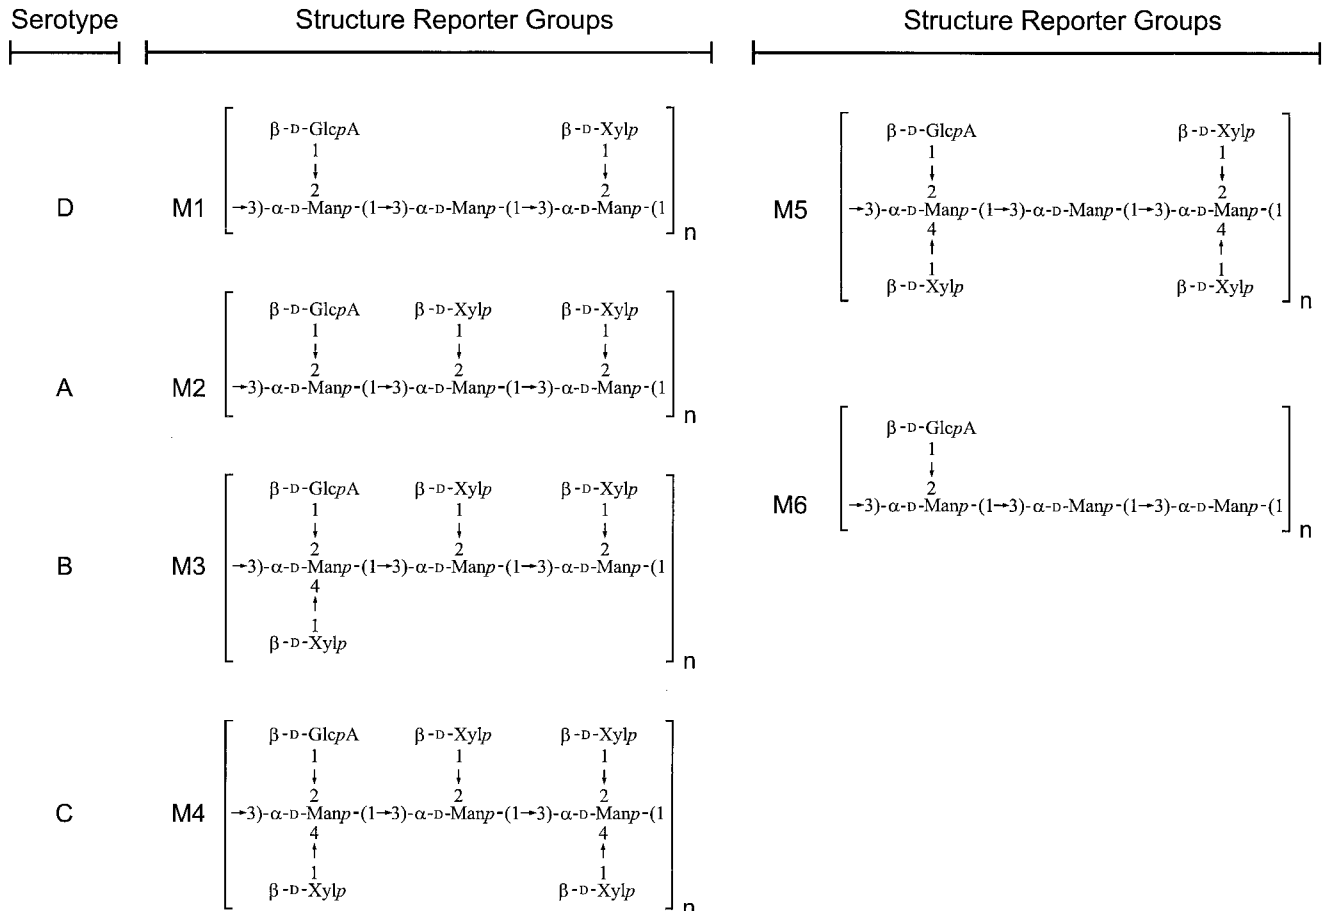 Serotype Structure Reporter Groups Structure Reporter Groups
β-D-GlcpA β-D-Xylp
1 1
↓ ↓
2 2
D M1 →3)-α-D-Manp-(1→3)-α-D-Manp-(1→3)-α-D-Manp-(1
n
β-D-GlcpA β-D-Xylp β-D-Xylp
1 1 1
↓ ↓ ↓
2 2 2
A M2 →3)-α-D-Manp-(1→3)-α-D-Manp-(1→3)-α-D-Manp-(1
n
β-D-GlcpA β-D-Xylp β-D-Xylp
1 1 1
↓ ↓ ↓
2 2 2
B M3 →3)-α-D-Manp-(1→3)-α-D-Manp-(1→3)-α-D-Manp-(1
4
↑
1
β-D-Xylp
n
β-D-GlcpA β-D-Xylp β-D-Xylp
1 1 1
↓ ↓ ↓
2 2 2
C M4 →3)-α-D-Manp-(1→3)-α-D-Manp-(1→3)-α-D-Manp-(1
4 4
↑ ↑
1 1
β-D-Xylp β-D-Xylp
n
β-D-GlcpA β-D-Xylp
1 1
↓ ↓
2 2
M5 →3)-α-D-Manp-(1→3)-α-D-Manp-(1→3)-α-D-Manp-(1
4 4
↑ ↑
1 1
β-D-Xylp β-D-Xylp
n
β-D-GlcpA
1
↓
2
M6 →3)-α-D-Manp-(1→3)-α-D-Manp-(1→3)-α-D-Manp-(1
n